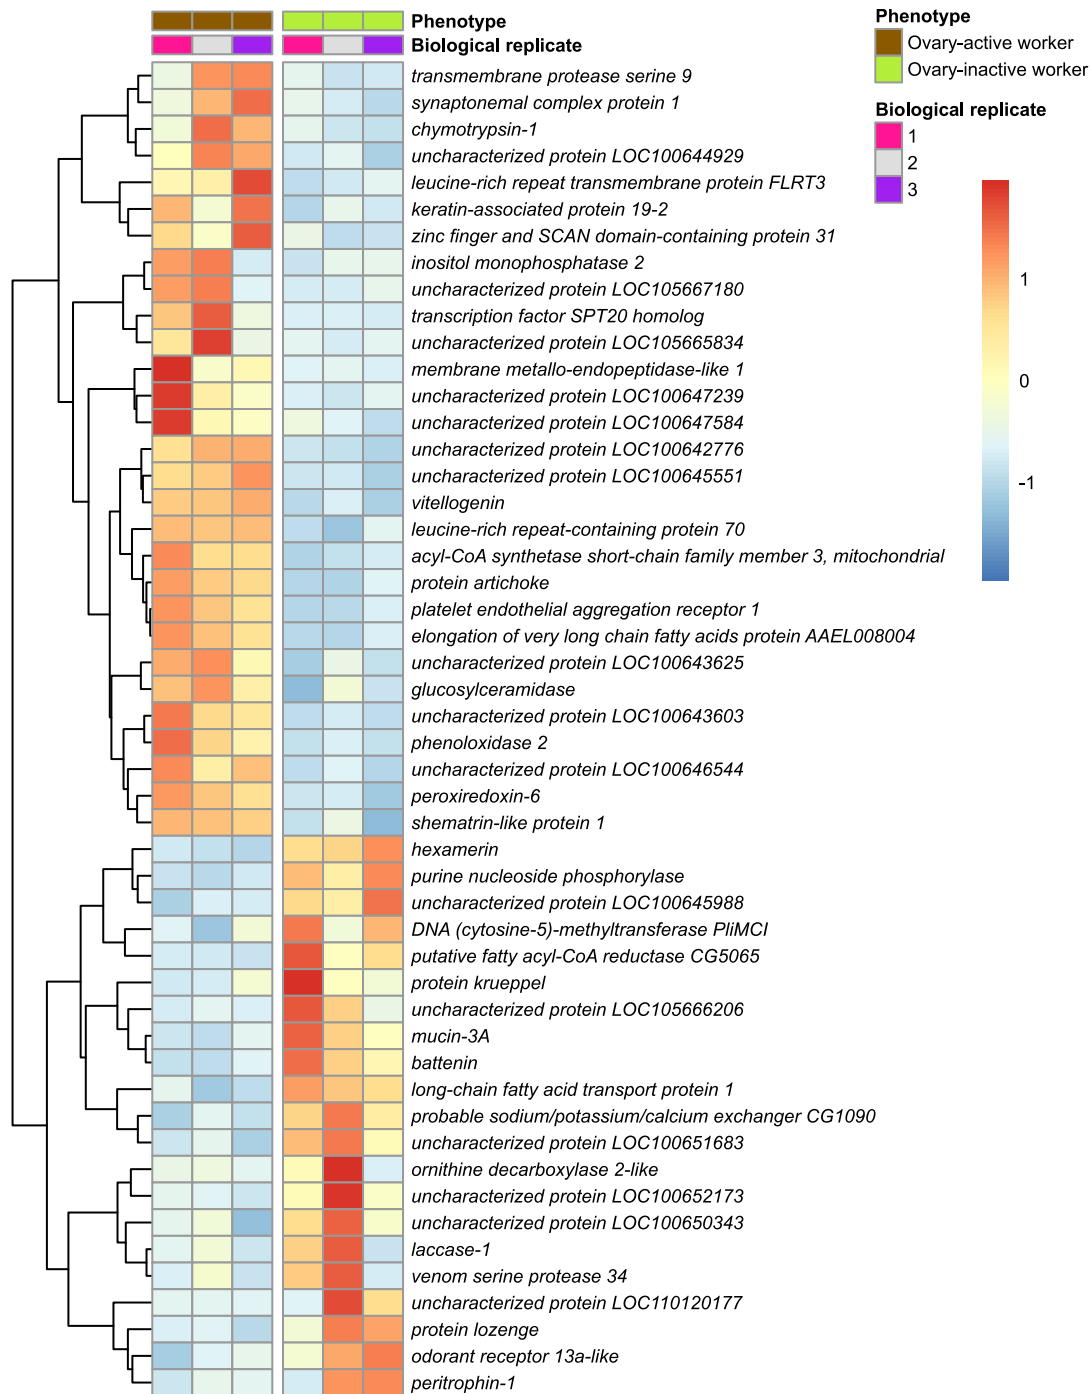 Phenotype
Biological replicate
transmembrane protease serine 9
synaptonemal complex protein 1
chymotrypsin-1
uncharacterized protein LOC100644929
leucine-rich repeat transmembrane protein FLRT3
keratin-associated protein 19-2
zinc finger and SCAN domain-containing protein 31
inositol monophosphatase 2
uncharacterized protein LOC105667180
transcription factor SPT20 homolog
uncharacterized protein LOC105665834
membrane metallo-endopeptidase-like 1
uncharacterized protein LOC100647239
uncharacterized protein LOC100647584
uncharacterized protein LOC100642776
uncharacterized protein LOC100645551
vitellogenin
leucine-rich repeat-containing protein 70
acyl-CoA synthetase short-chain family member 3, mitochondrial
protein artichoke
platelet endothelial aggregation receptor 1
elongation of very long chain fatty acids protein AAEL008004
uncharacterized protein LOC100643625
glucosylceramidase
uncharacterized protein LOC100643603
phenoloxidase 2
uncharacterized protein LOC100646544
peroxiredoxin-6
shematrin-like protein 1
hexamerin
purine nucleoside phosphorylase
uncharacterized protein LOC100645988
DNA (cytosine-5)-methyltransferase PliMCI
putative fatty acyl-CoA reductase CG5065
protein krueppel
uncharacterized protein LOC105666206
mucin-3A
battenin
long-chain fatty acid transport protein 1
probable sodium/potassium/calcium exchanger CG1090
uncharacterized protein LOC100651683
ornithine decarboxylase 2-like
uncharacterized protein LOC100652173
uncharacterized protein LOC100650343
laccase-1
venom serine protease 34
uncharacterized protein LOC110120177
protein lozenge
odorant receptor 13a-like
peritrophin-1
Phenotype
Ovary-active worker
Ovary-inactive worker
Biological replicate
1
2
3
1
0
-1